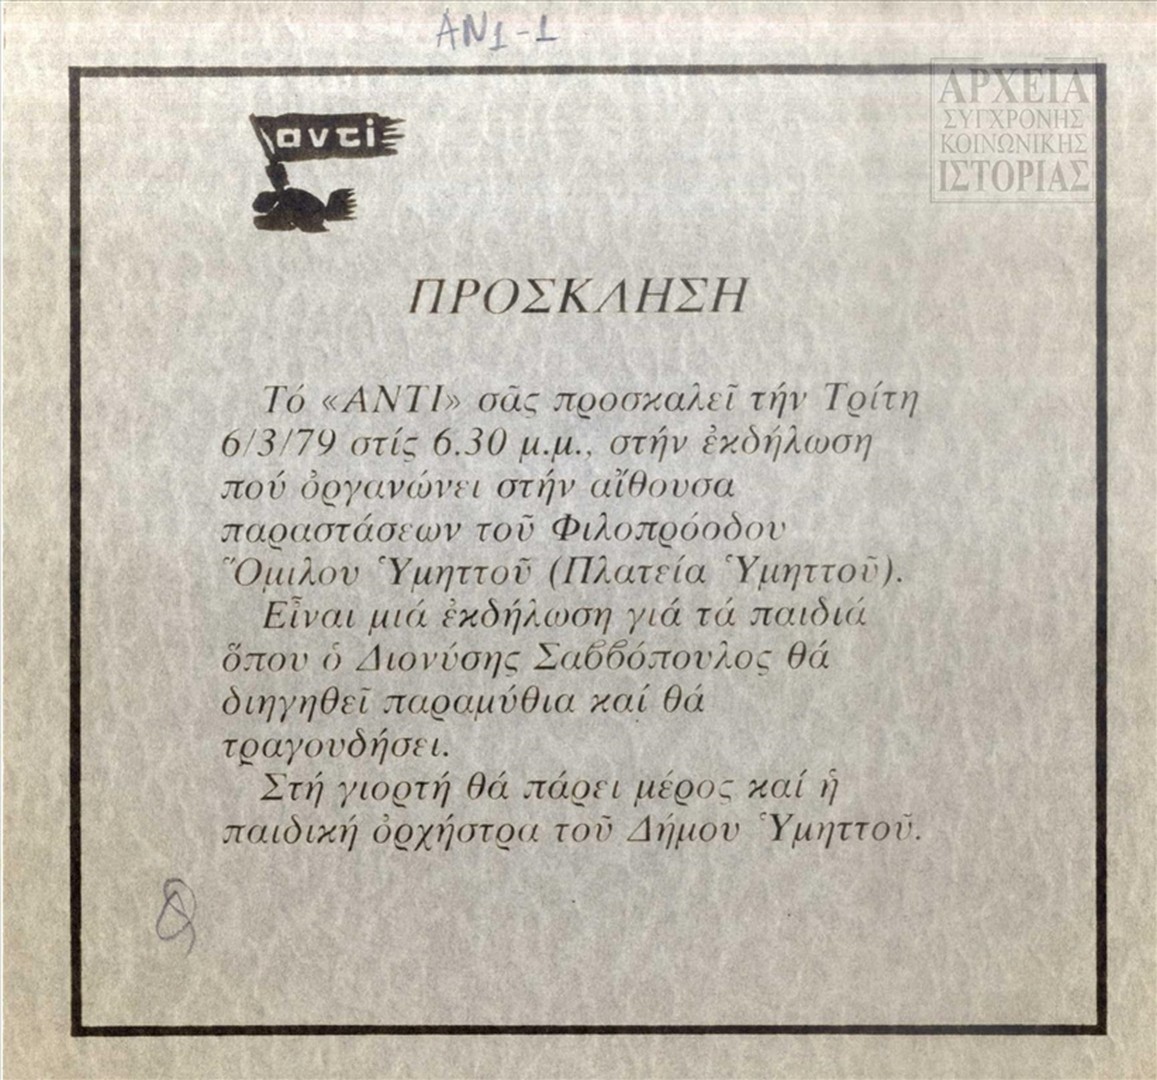 ΑΝ1-1
ΑΡΧΕΙΑ
ΣΥΓΧΡΟΝΗΣ
ΚΟΙΝΩΝΙΚΗΣ
ΙΣΤΟΡΙΑΣ
αντί
ΠΡΟΣΚΛΗΣΗ
Τό «ΑΝΤΙ» σᾶς προσκαλεῖ τήν Τρίτη
6/3/79 στίς 6.30 μ.μ., στήν ἐκδήλωση
πού ὀργανώνει στήν αἴθουσα
παραστάσεων τοῦ Φιλοπρόοδου
Ὅμιλου Ὑμηττοῦ (Πλατεία Ὑμηττοῦ).
Εἶναι μιά ἐκδήλωση γιά τά παιδιά
ὅπου ὁ Διονύσης Σαββόπουλος θά
διηγηθεῖ παραμύθια καί θά
τραγουδήσει.
Στή γιορτή θά πάρει μέρος καί ἡ
παιδική ὀρχήστρα τοῦ Δήμου Ὑμηττοῦ.